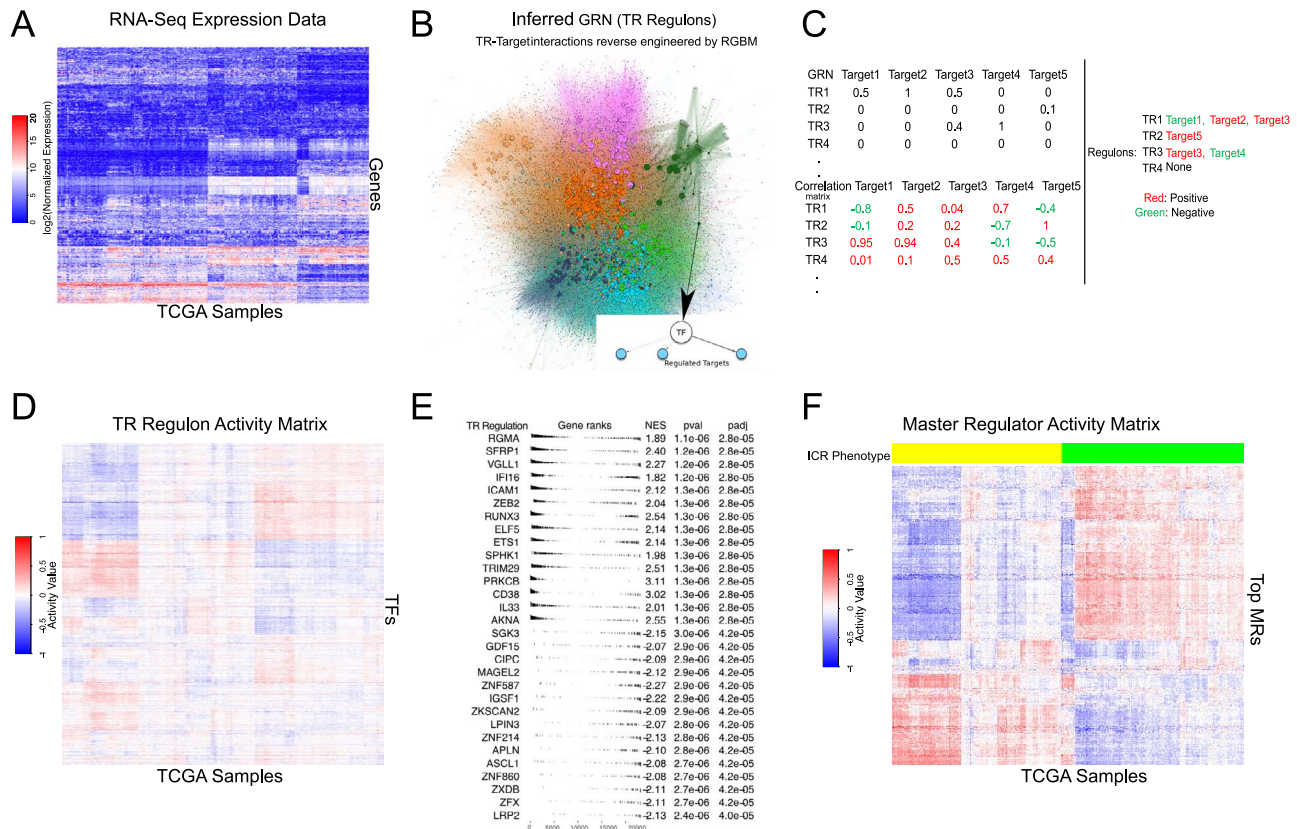 A
RNA-Seq Expression Data
log2(Normalized Expression)
0 5 10 15 20
Genes
TCGA Samples
B
Inferred GRN (TR Regulons)
TR-Targetinteractions reverse engineered by RGBM
TF
Regulated Targets
C
GRN Target1 Target2 Target3 Target4 Target5
TR1 0.5 1 0.5 0 0
TR2 0 0 0 0 0.1
TR3 0 0 0.4 1 0
TR4 0 0 0 0 0
.
.
Correlation matrix Target1 Target2 Target3 Target4 Target5
TR1 -0.8 0.5 0.04 0.7 -0.4
TR2 -0.1 0.2 0.2 -0.7 1
TR3 0.95 0.94 0.4 -0.1 -0.5
TR4 0.01 0.1 0.5 0.5 0.4
.
.
Regulons:
TR1 Target1, Target2, Target3
TR2 Target5
TR3 Target3, Target4
TR4 None
Red: Positive
Green: Negative
D
TR Regulon Activity Matrix
Activity Value
-1 -0.5 0 0.5 1
TFs
TCGA Samples
E
TR Regulation Gene ranks NES pval padj
RGMA 1.89 1.1e-06 2.8e-05
SFRP1 2.40 1.2e-06 2.8e-05
VGLL1 2.27 1.2e-06 2.8e-05
IFI16 1.82 1.2e-06 2.8e-05
ICAM1 2.12 1.3e-06 2.8e-05
ZEB2 2.04 1.3e-06 2.8e-05
RUNX3 2.54 1.3e-06 2.8e-05
ELF5 2.14 1.3e-06 2.8e-05
ETS1 2.14 1.3e-06 2.8e-05
SPHK1 1.98 1.3e-06 2.8e-05
TRIM29 2.51 1.3e-06 2.8e-05
PRKCB 3.11 1.3e-06 2.8e-05
CD38 3.02 1.3e-06 2.8e-05
IL33 2.01 1.3e-06 2.8e-05
AKNA 2.55 1.3e-06 2.8e-05
SGK3 −2.15 3.0e-06 4.2e-05
GDF15 −2.07 2.9e-06 4.2e-05
CIPC −2.09 2.9e-06 4.2e-05
MAGEL2 −2.12 2.9e-06 4.2e-05
ZNF587 −2.27 2.9e-06 4.2e-05
IGSF1 −2.22 2.9e-06 4.2e-05
ZKSCAN2 −2.09 2.9e-06 4.2e-05
LPIN3 −2.07 2.8e-06 4.2e-05
ZNF214 −2.13 2.8e-06 4.2e-05
APLN −2.10 2.8e-06 4.2e-05
ASCL1 −2.08 2.7e-06 4.2e-05
ZNF860 −2.08 2.7e-06 4.2e-05
ZXDB −2.11 2.7e-06 4.2e-05
ZFX −2.11 2.7e-06 4.2e-05
LRP2 −2.13 2.4e-06 4.0e-05
0 5000 10000 15000 20000
F
Master Regulator Activity Matrix
ICR Phenotype
Activity Value
-1 -0.5 0 0.5 1
Top MRs
TCGA Samples